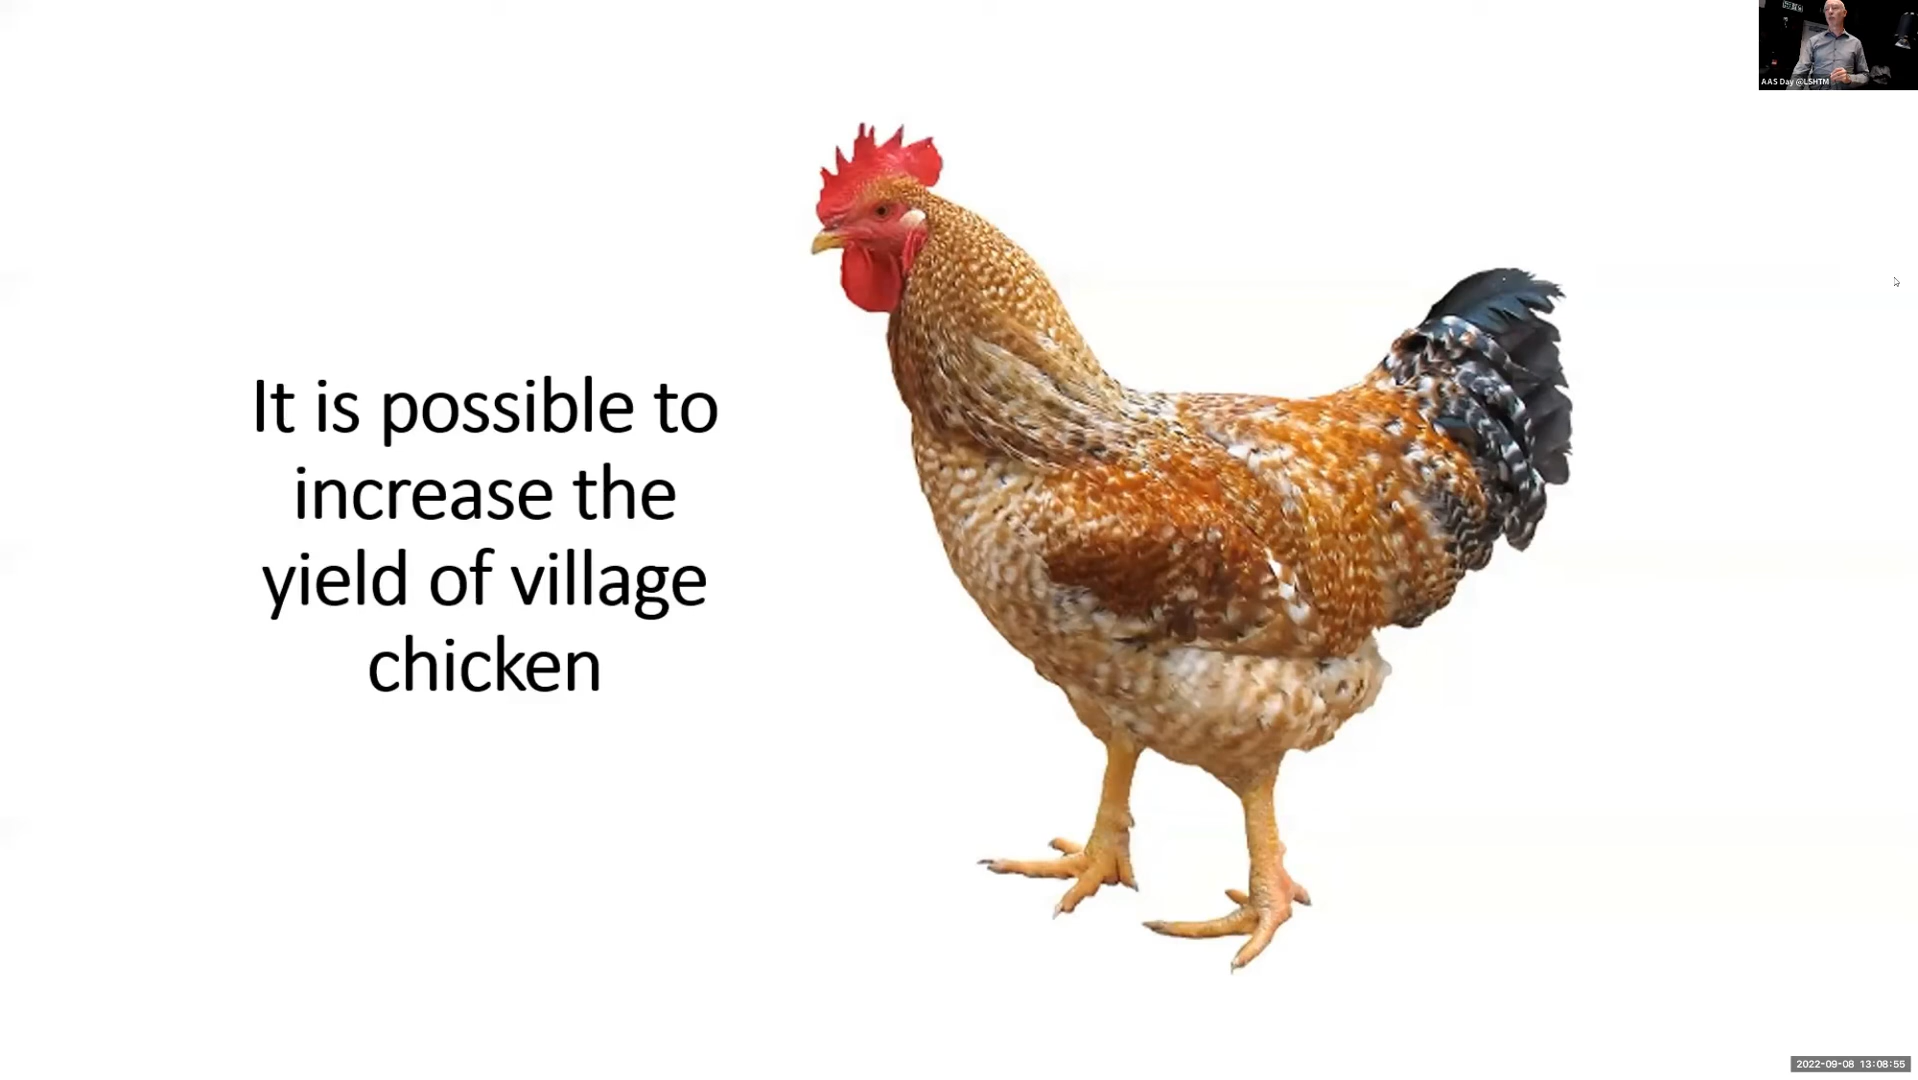 AAS Day @LSHTM
It is possible to
increase the
yield of village
chicken
2022-09-08 13:08:55